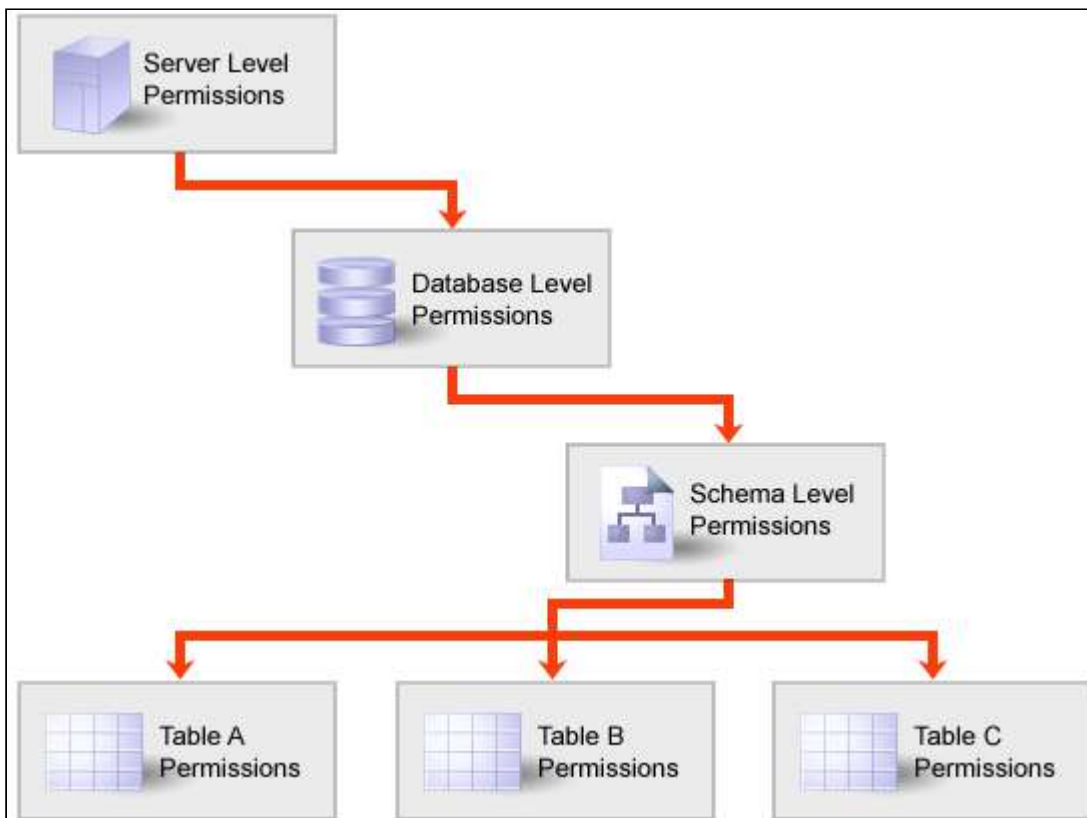 Server Level
Permissions
Database Level
Permissions
Schema Level
Permissions
Table A
Permissions
Table B
Permissions
Table C
Permissions